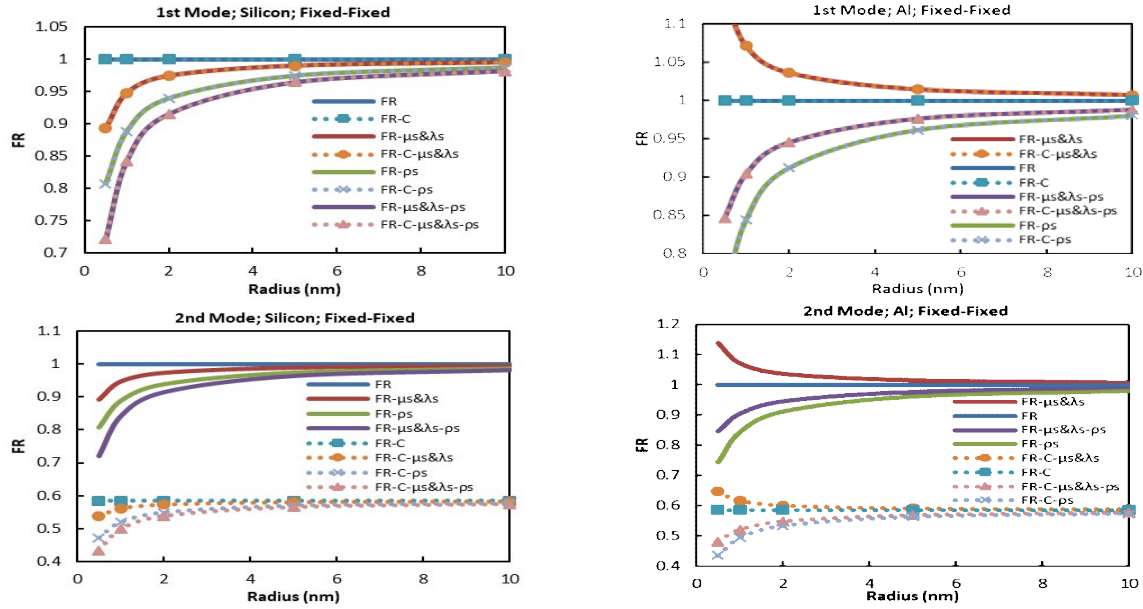 1st Mode; Silicon; Fixed-Fixed
1.05
1
0.95
0.9
0.85
0.8
0.75
0.7
FR
0 2 4 6 8 10
Radius (nm)
FR
FR-C
FR-μs&λs
FR-C-μs&λs
FR-ρs
FR-C-ρs
FR-μs&λs-ρs
FR-C-μs&λs-ρs
1st Mode; Al; Fixed-Fixed
1.1
1.05
1
0.95
0.9
0.85
0.8
FR
0 2 4 6 8 10
Radius (nm)
FR-μs&λs
FR-C-μs&λs
FR
FR-C
FR-μs&λs-ρs
FR-C-μs&λs-ρs
FR-ρs
FR-C-ρs
2nd Mode; Silicon; Fixed-Fixed
1.1
1
0.9
0.8
0.7
0.6
0.5
0.4
FR
0 2 4 6 8 10
Radius (nm)
FR
FR-μs&λs
FR-ρs
FR-μs&λs-ρs
FR-C
FR-C-μs&λs
FR-C-ρs
FR-C-μs&λs-ρs
2nd Mode; Al; Fixed-Fixed
1.2
1.1
1
0.9
0.8
0.7
0.6
0.5
0.4
FR
0 2 4 6 8 10
Radius (nm)
FR-μs&λs
FR
FR-μs&λs-ρs
FR-ρs
FR-C-μs&λs
FR-C
FR-C-μs&λs-ρs
FR-C-ρs